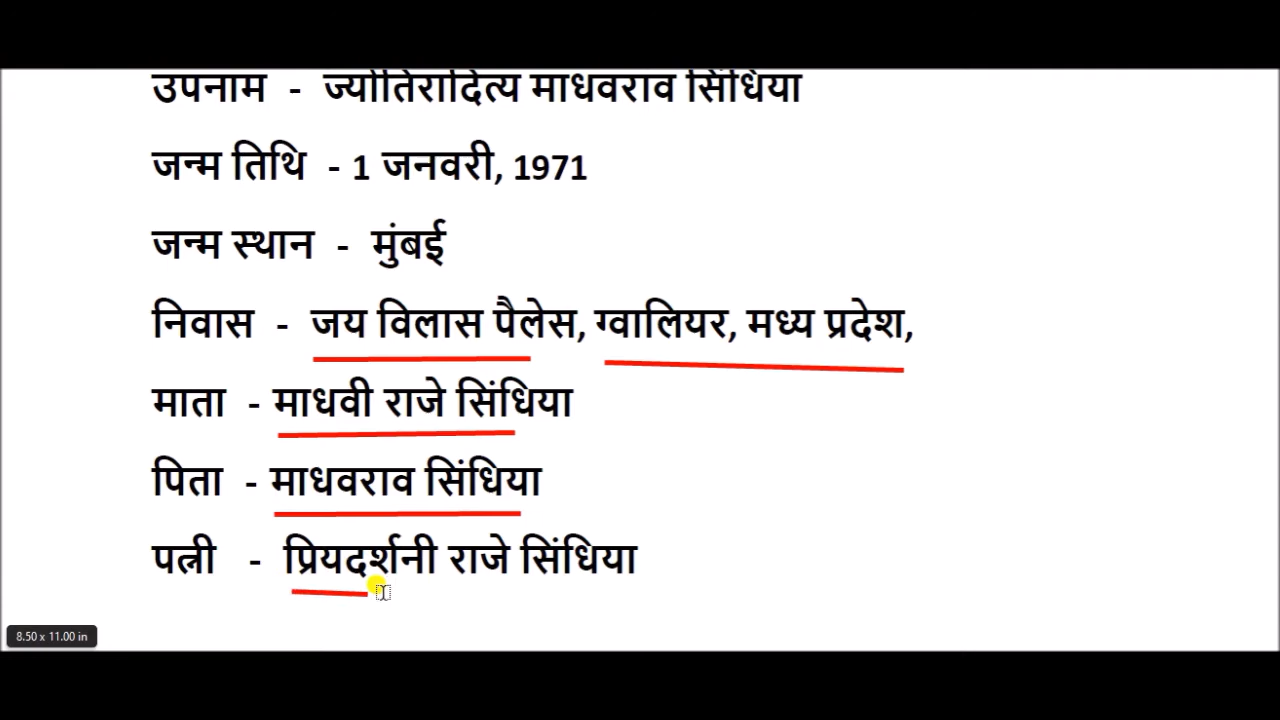 उपनाम - ज्योतिरादित्य माधवराव सिंधिया
जन्म तिथि - 1 जनवरी, 1971
जन्म स्थान - मुंबई
निवास - जय विलास पैलेस, ग्वालियर, मध्य प्रदेश,
माता - माधवी राजे सिंधिया
पिता - माधवराव सिंधिया
पत्नी - प्रियदर्शनी राजे सिंधिया
8.50 x 11.00 in